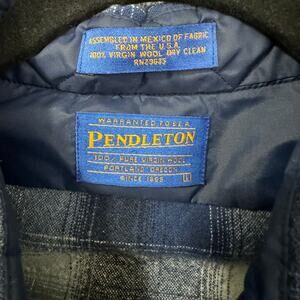 ASSEMBLED IN MEXICO OF FABRIC
FROM THE U.S.A.
100% VIRGIN WOOL DRY CLEAN
RN29685
WARRANTED TO BE A
PENDLETON
100% PURE VIRGIN WOOL
PORTLAND, OREGON
SINCE 1863
L